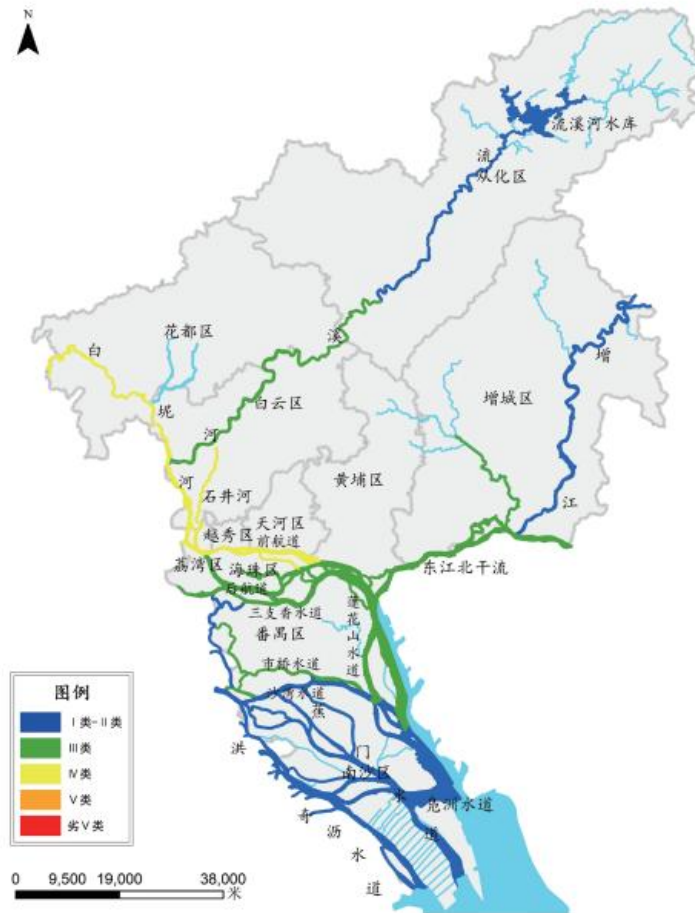 N
流溪河水库
流
从化区
溪
花都区
白
坭
河
白云区
河
石井河
增
增城区
江
黄埔区
天河区
越秀区
前航道
荔湾区
海珠区
后航道
东江北干流
三支香水道
番禺区
莲花山水道
市桥水道
沙湾水道
蕉
门
水
道
洪
奇
沥
水
道
南沙区
凫洲水道
图例
Ⅰ类-Ⅱ类
Ⅲ类
Ⅳ类
Ⅴ类
劣Ⅴ类
0 9,500 19,000 38,000
米